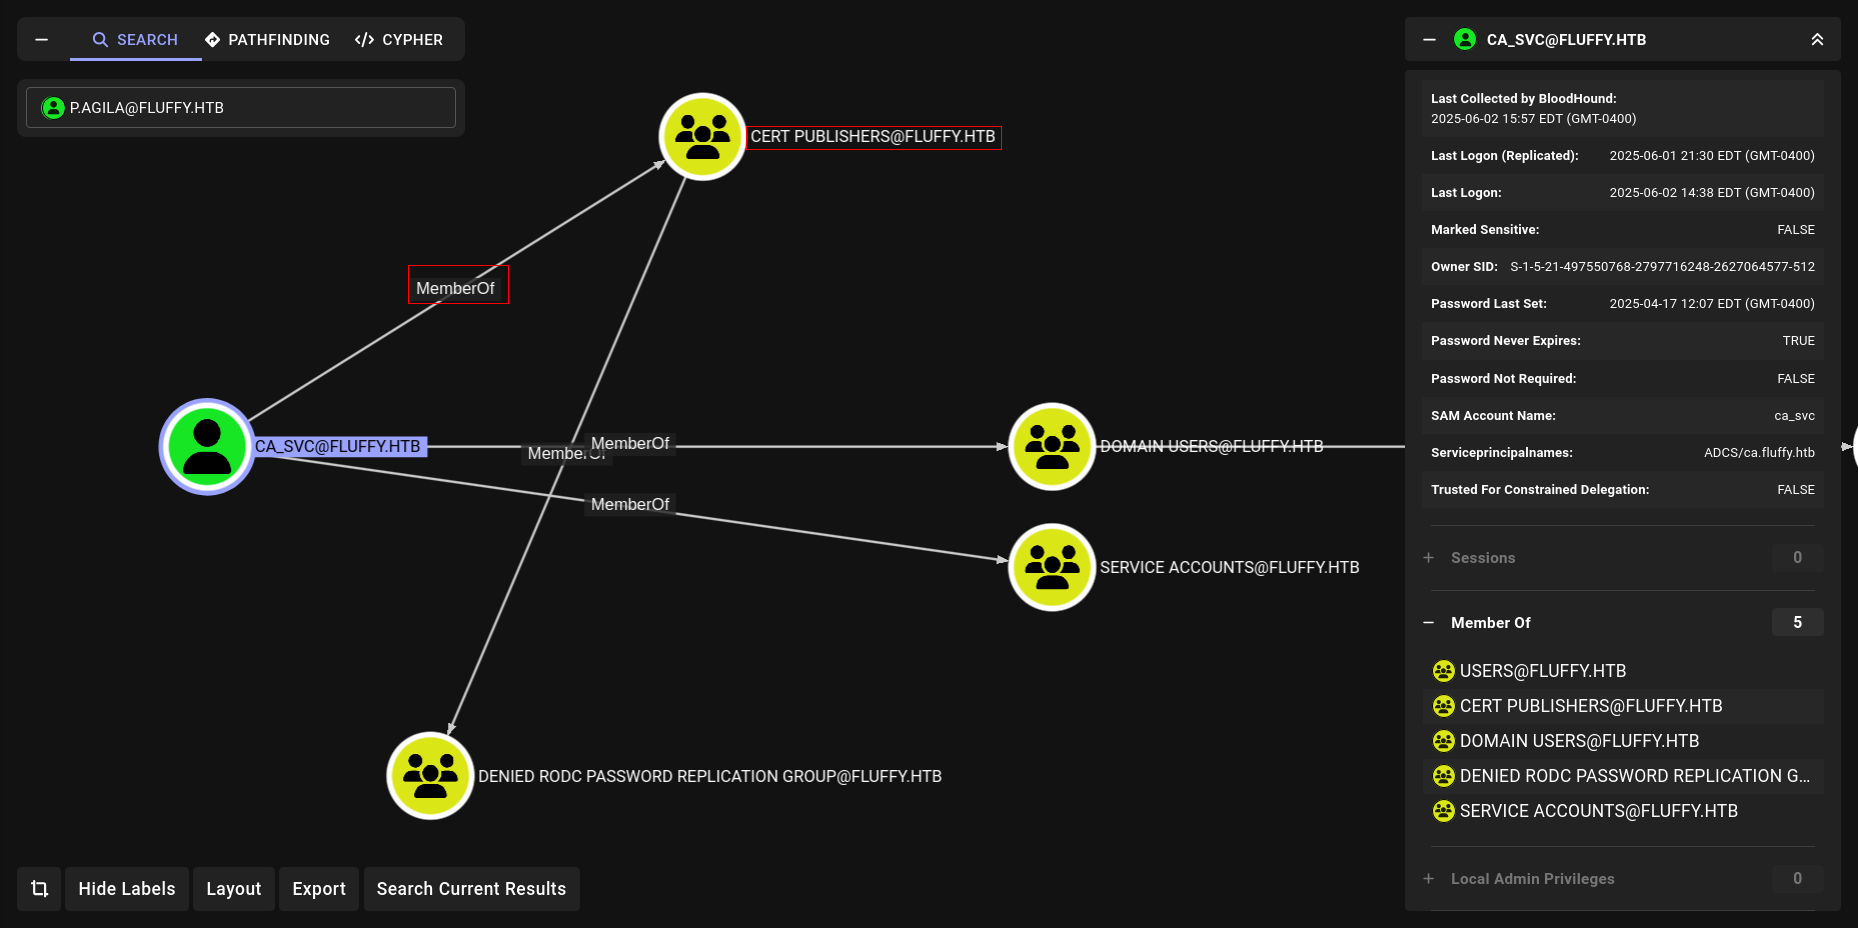 SEARCH
PATHFINDING
CYPHER
P.AGILA@FLUFFY.HTB
CERT PUBLISHERS@FLUFFY.HTB
MemberOf
CA_SVC@FLUFFY.HTB
MemberOf
MemberOf
DOMAIN USERS@FLUFFY.HTB
MemberOf
SERVICE ACCOUNTS@FLUFFY.HTB
DENIED RODC PASSWORD REPLICATION GROUP@FLUFFY.HTB
Hide Labels
Layout
Export
Search Current Results
CA_SVC@FLUFFY.HTB
Last Collected by BloodHound:
2025-06-02 15:57 EDT (GMT-0400)
Last Logon (Replicated): 2025-06-01 21:30 EDT (GMT-0400)
Last Logon: 2025-06-02 14:38 EDT (GMT-0400)
Marked Sensitive: FALSE
Owner SID: S-1-5-21-497550768-2797716248-2627064577-512
Password Last Set: 2025-04-17 12:07 EDT (GMT-0400)
Password Never Expires: TRUE
Password Not Required: FALSE
SAM Account Name: ca_svc
Serviceprincipalnames: ADCS/ca.fluffy.htb
Trusted For Constrained Delegation: FALSE
Sessions 0
Member Of 5
USERS@FLUFFY.HTB
CERT PUBLISHERS@FLUFFY.HTB
DOMAIN USERS@FLUFFY.HTB
DENIED RODC PASSWORD REPLICATION G...
SERVICE ACCOUNTS@FLUFFY.HTB
Local Admin Privileges 0